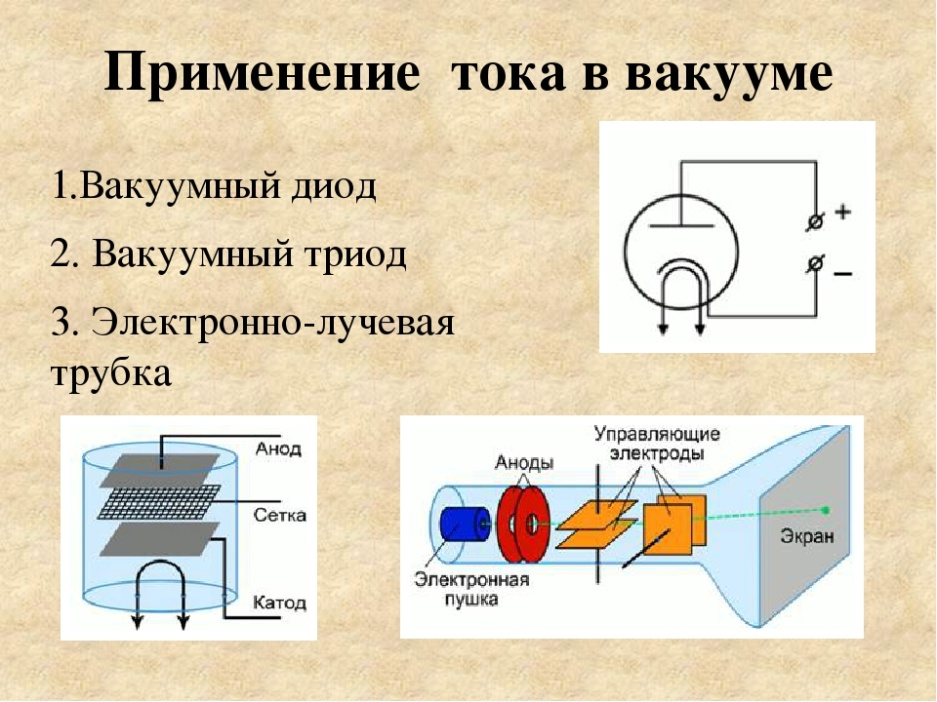 Применение тока в вакууме
1.Вакуумный диод
2. Вакуумный триод
3. Электронно-лучевая
трубка
+
–
Анод
Сетка
Катод
Управляющие
электроды
Аноды
Экран
Электронная
пушка